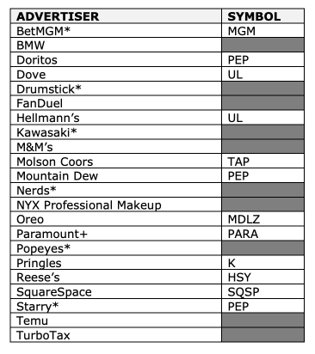 ADVERTISER SYMBOL
BetMGM* MGM
BMW
Doritos PEP
Dove UL
Drumstick*
FanDuel
Hellmann’s UL
Kawasaki*
M&M’s
Molson Coors TAP
Mountain Dew PEP
Nerds*
NYX Professional Makeup
Oreo MDLZ
Paramount+ PARA
Popeyes*
Pringles K
Reese’s HSY
SquareSpace SQSP
Starry* PEP
Temu
TurboTax